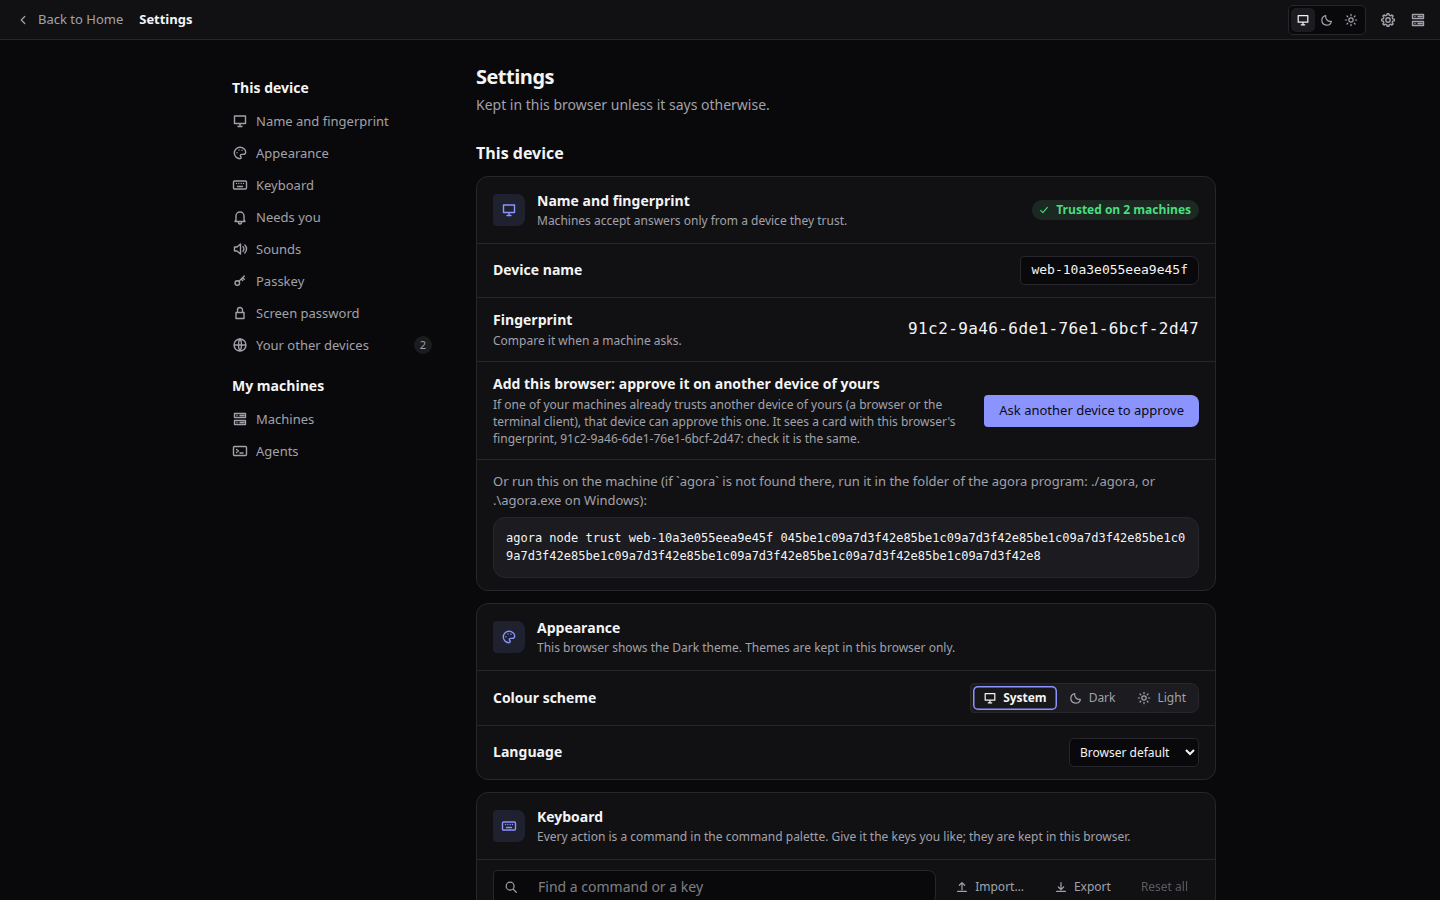 Back to Home Settings
This device
Name and fingerprint
Appearance
Keyboard
Needs you
Sounds
Passkey
Screen password
Your other devices 2
My machines
Machines
Agents
Settings
Kept in this browser unless it says otherwise.
This device
Name and fingerprint
Machines accept answers only from a device they trust.
Trusted on 2 machines
Device name
web-10a3e055eea9e45f
Fingerprint
Compare it when a machine asks.
91c2-9a46-6de1-76e1-6bcf-2d47
Add this browser: approve it on another device of yours
If one of your machines already trusts another device of yours (a browser or the
terminal client), that device can approve this one. It sees a card with this browser's
fingerprint, 91c2-9a46-6de1-76e1-6bcf-2d47: check it is the same.
Ask another device to approve
Or run this on the machine (if `agora` is not found there, run it in the folder of the agora program: ./agora, or
.\agora.exe on Windows):
agora node trust web-10a3e055eea9e45f 045be1c09a7d3f42e85be1c09a7d3f42e85be1c09a7d3f42e85be1c0
9a7d3f42e85be1c09a7d3f42e85be1c09a7d3f42e85be1c09a7d3f42e8
Appearance
This browser shows the Dark theme. Themes are kept in this browser only.
Colour scheme
System Dark Light
Language
Browser default
Keyboard
Every action is a command in the command palette. Give it the keys you like; they are kept in this browser.
Find a command or a key
Import... Export Reset all